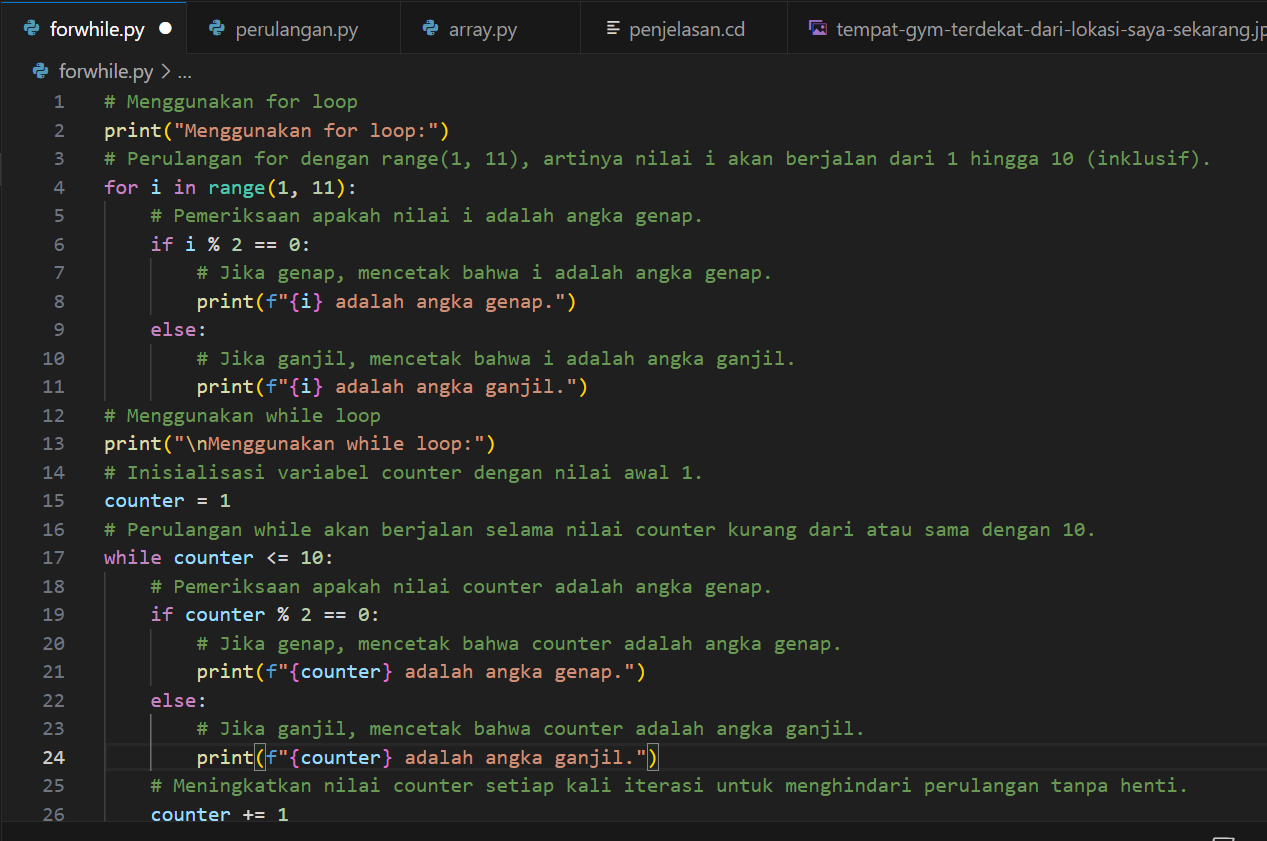 forwhile.py perulangan.py array.py penjelasan.cd tempat-gym-terdekat-dari-lokasi-saya-sekarang.jp
forwhile.py > ...
1 # Menggunakan for loop
2 print("Menggunakan for loop:")
3 # Perulangan for dengan range(1, 11), artinya nilai i akan berjalan dari 1 hingga 10 (inklusif).
4 for i in range(1, 11):
5     # Pemeriksaan apakah nilai i adalah angka genap.
6     if i % 2 == 0:
7         # Jika genap, mencetak bahwa i adalah angka genap.
8         print(f"{i} adalah angka genap.")
9     else:
10         # Jika ganjil, mencetak bahwa i adalah angka ganjil.
11         print(f"{i} adalah angka ganjil.")
12 # Menggunakan while loop
13 print("\nMenggunakan while loop:")
14 # Inisialisasi variabel counter dengan nilai awal 1.
15 counter = 1
16 # Perulangan while akan berjalan selama nilai counter kurang dari atau sama dengan 10.
17 while counter <= 10:
18     # Pemeriksaan apakah nilai counter adalah angka genap.
19     if counter % 2 == 0:
20         # Jika genap, mencetak bahwa counter adalah angka genap.
21         print(f"{counter} adalah angka genap.")
22     else:
23         # Jika ganjil, mencetak bahwa counter adalah angka ganjil.
24         print(f"{counter} adalah angka ganjil.")
25     # Meningkatkan nilai counter setiap kali iterasi untuk menghindari perulangan tanpa henti.
26     counter += 1